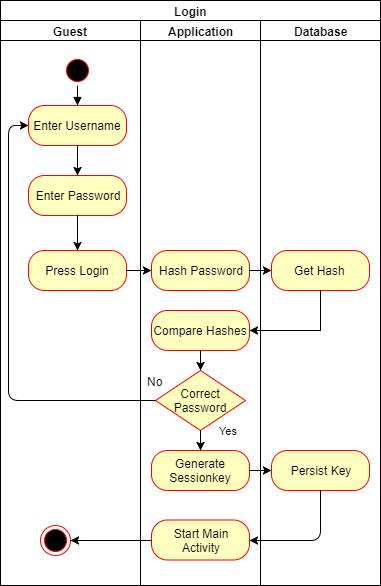 Login
Guest
Application
Database
Enter Username
Enter Password
Press Login
Hash Password
Get Hash
Compare Hashes
No
Correct
Password
Yes
Generate
Sessionkey
Persist Key
Start Main
Activity